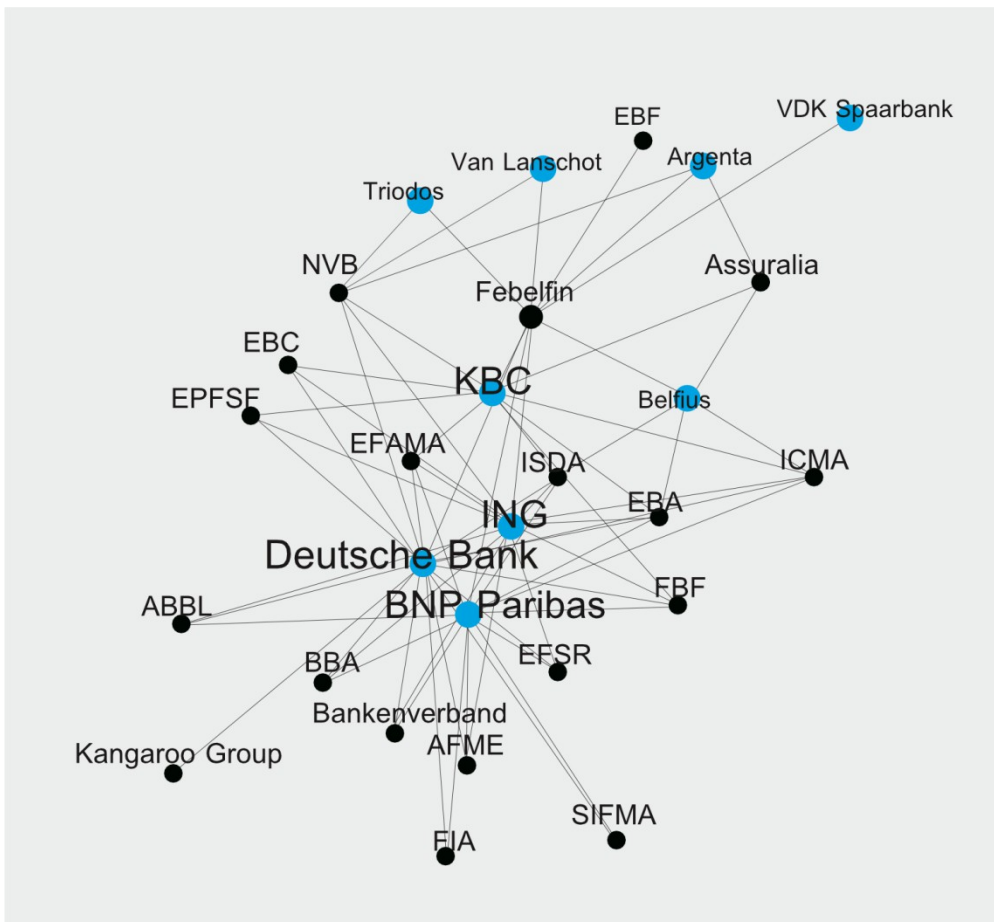 VDK Spaarbank
EBF
Van Lanschot
Argenta
Triodos
NVB
Febelfin
Assuralia
EBC
KBC
EPFSF
Belfius
EFAMA
ISDA
ICMA
ING
EBA
Deutsche Bank
BNP Paribas
FBF
ABBL
BBA
EFSR
Bankenverband
AFME
Kangaroo Group
SIFMA
FIA